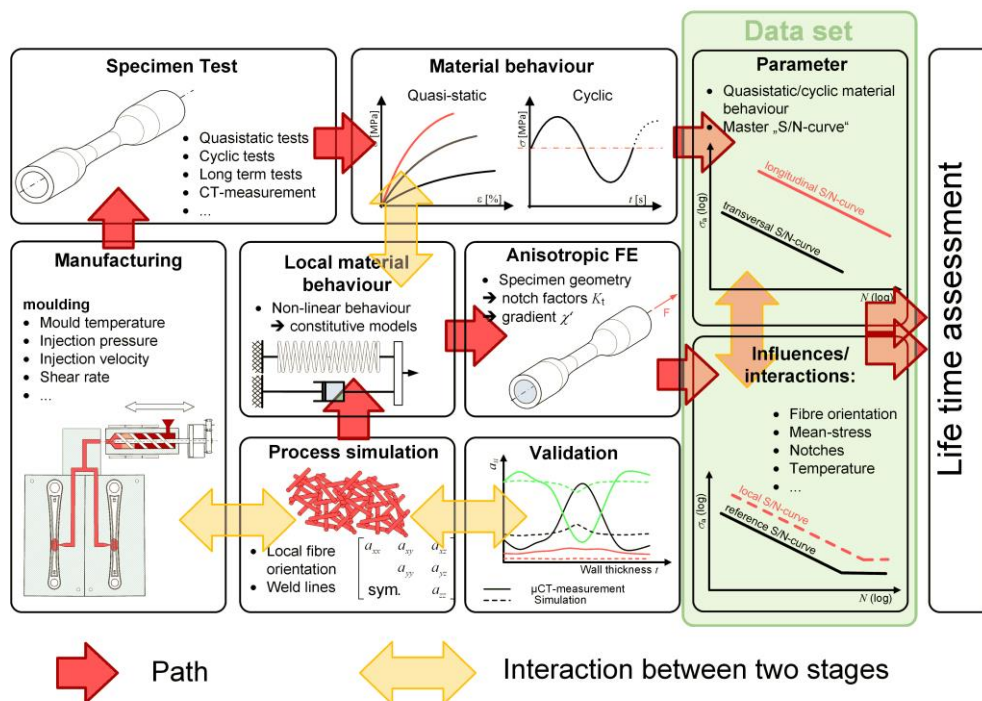 Data set
Specimen Test
• Quasistatic tests
• Cyclic tests
• Long term tests
• CT-measurement
• ...
Material behaviour
Quasi-static
Cyclic
[MPa]
ε [%]
σ [MPa]
t [s]
Parameter
• Quasistatic/cyclic material
behaviour
• Master „S/N-curve“
longitudinal S/N-curve
transversal S/N-curve
σa (log)
N (log)
Life time assessment
Manufacturing
moulding
• Mould temperature
• Injection pressure
• Injection velocity
• Shear rate
• ...
Local material
behaviour
• Non-linear behaviour
➔ constitutive models
Anisotropic FE
• Specimen geometry
➔ notch factors Kt
➔ gradient χ'
F
Influences/
interactions:
• Fibre orientation
• Mean-stress
• Notches
• Temperature
• ...
local S/N-curve
reference S/N-curve
σa (log)
N (log)
Process simulation
• Local fibre
orientation
• Weld lines
axx axy axz
ayy ayz
sym. azz
Validation
Wall thickness t
µCT-measurement
Simulation
Path
Interaction between two stages